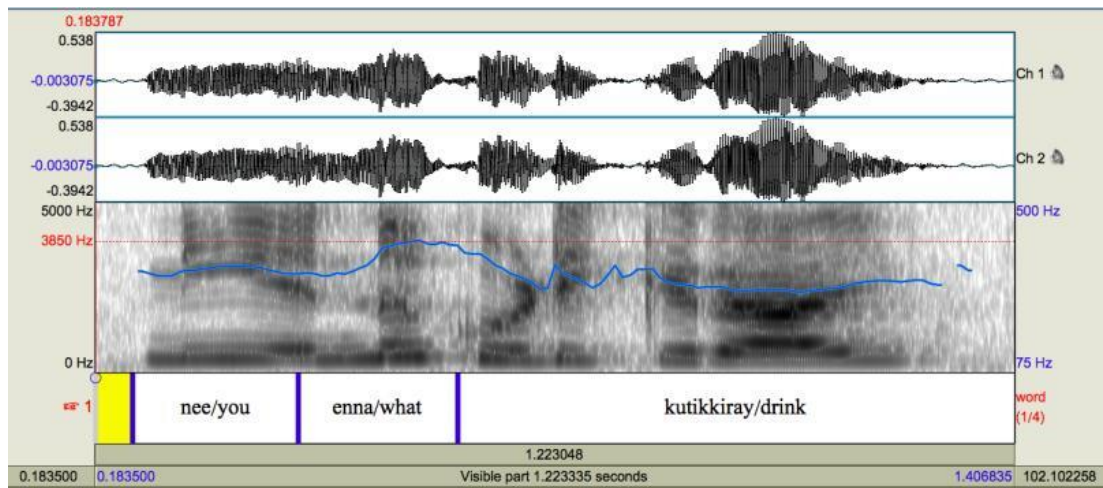 0.183787
0.538
-0.003075
-0.3942
Ch 1
0.538
-0.003075
-0.3942
Ch 2
5000 Hz 500 Hz
3850 Hz
0 Hz 75 Hz
1 nee/you enna/what kutikkiray/drink word
(1/4)
1.223048
0.183500 0.183500 Visible part 1.223335 seconds 1.406835 102.102258